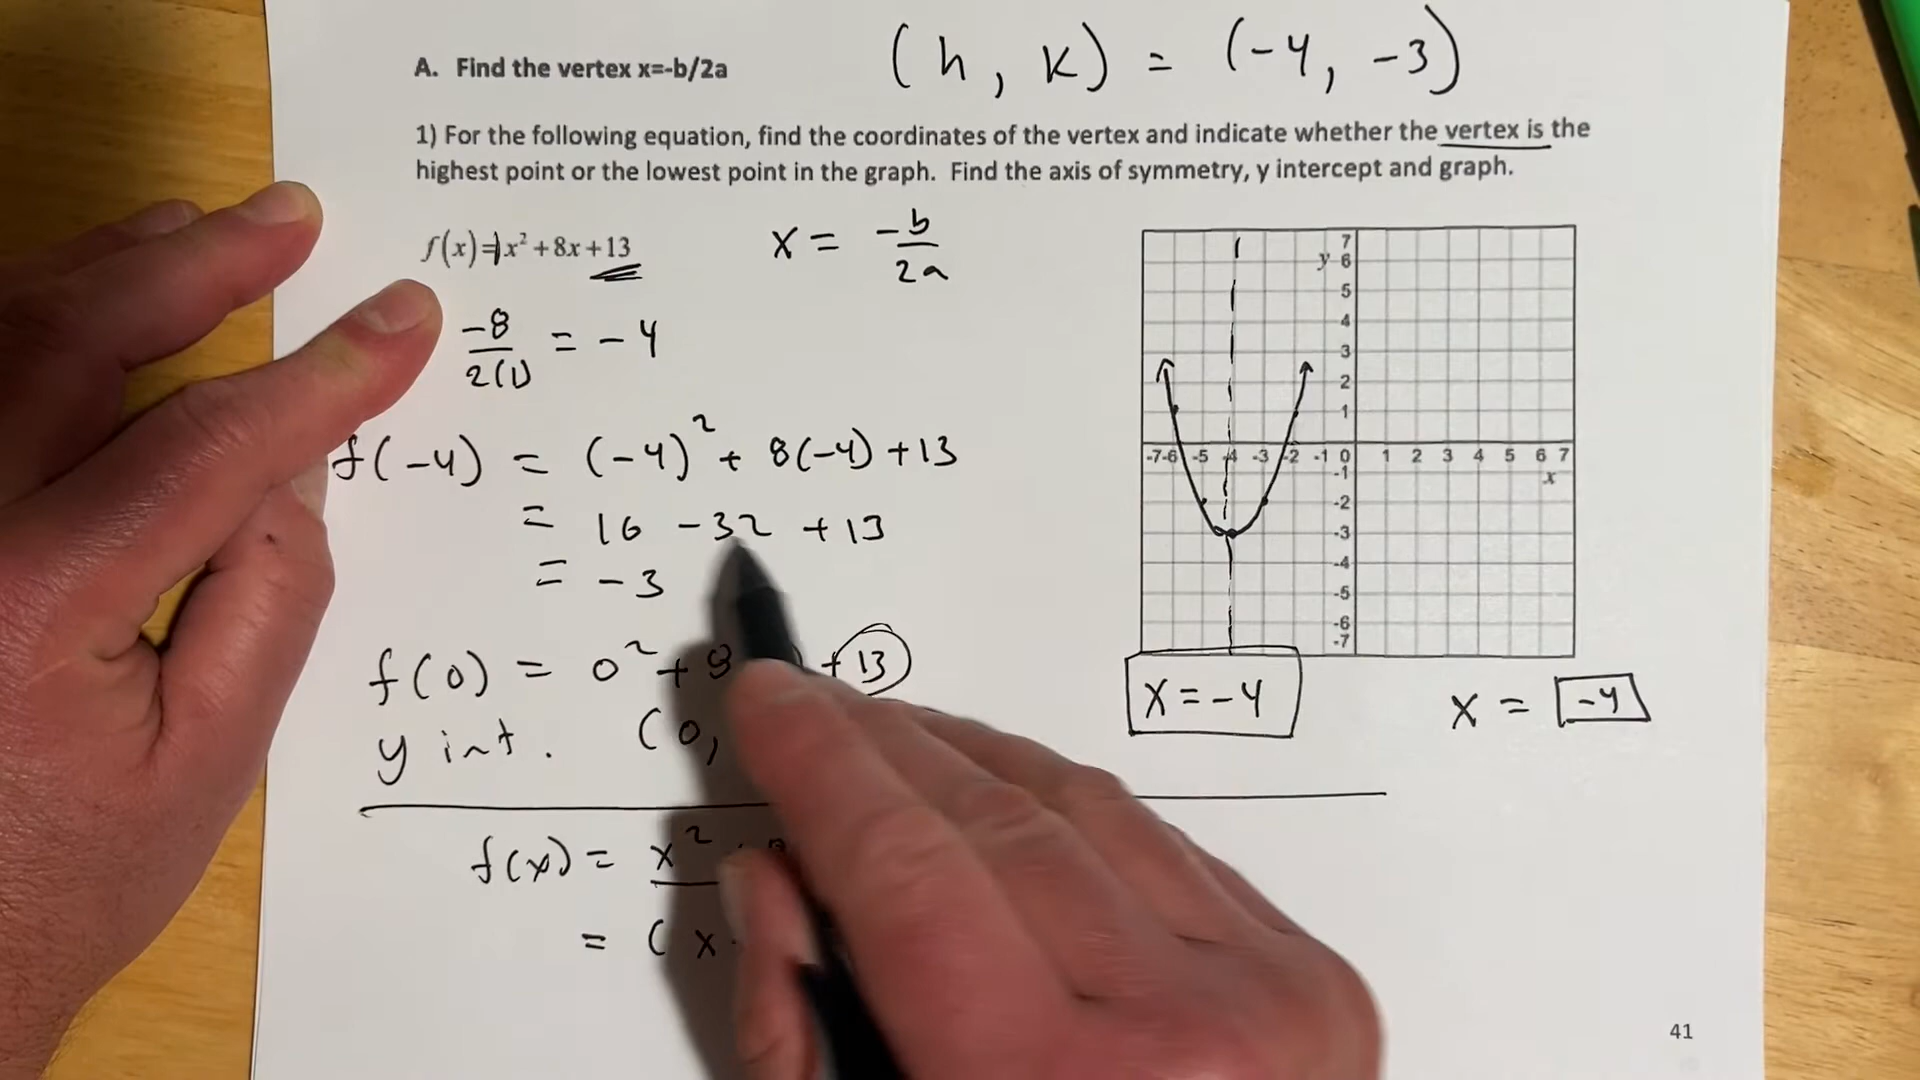 A. Find the vertex x=-b/2a
(h, k) = (-4, -3)
1) For the following equation, find the coordinates of the vertex and indicate whether the vertex is the
highest point or the lowest point in the graph. Find the axis of symmetry, y intercept and graph.
f(x)=1x² + 8x + 13
x = -b/2a
-8/2(1) = -4
f(-4) = (-4)² + 8(-4) + 13
= 16 - 32 + 13
= -3
f(0) = 0² + 8 + 13
y int. (0,
7
y 6
5
4
3
2
1
-7 -6 -5 -4 -3 -2 -1 0 1 2 3 4 5 6 7
x
-1
-2
-3
-4
-5
-6
-7
x = -4
x = -4
f(x) = x²
= (x
41